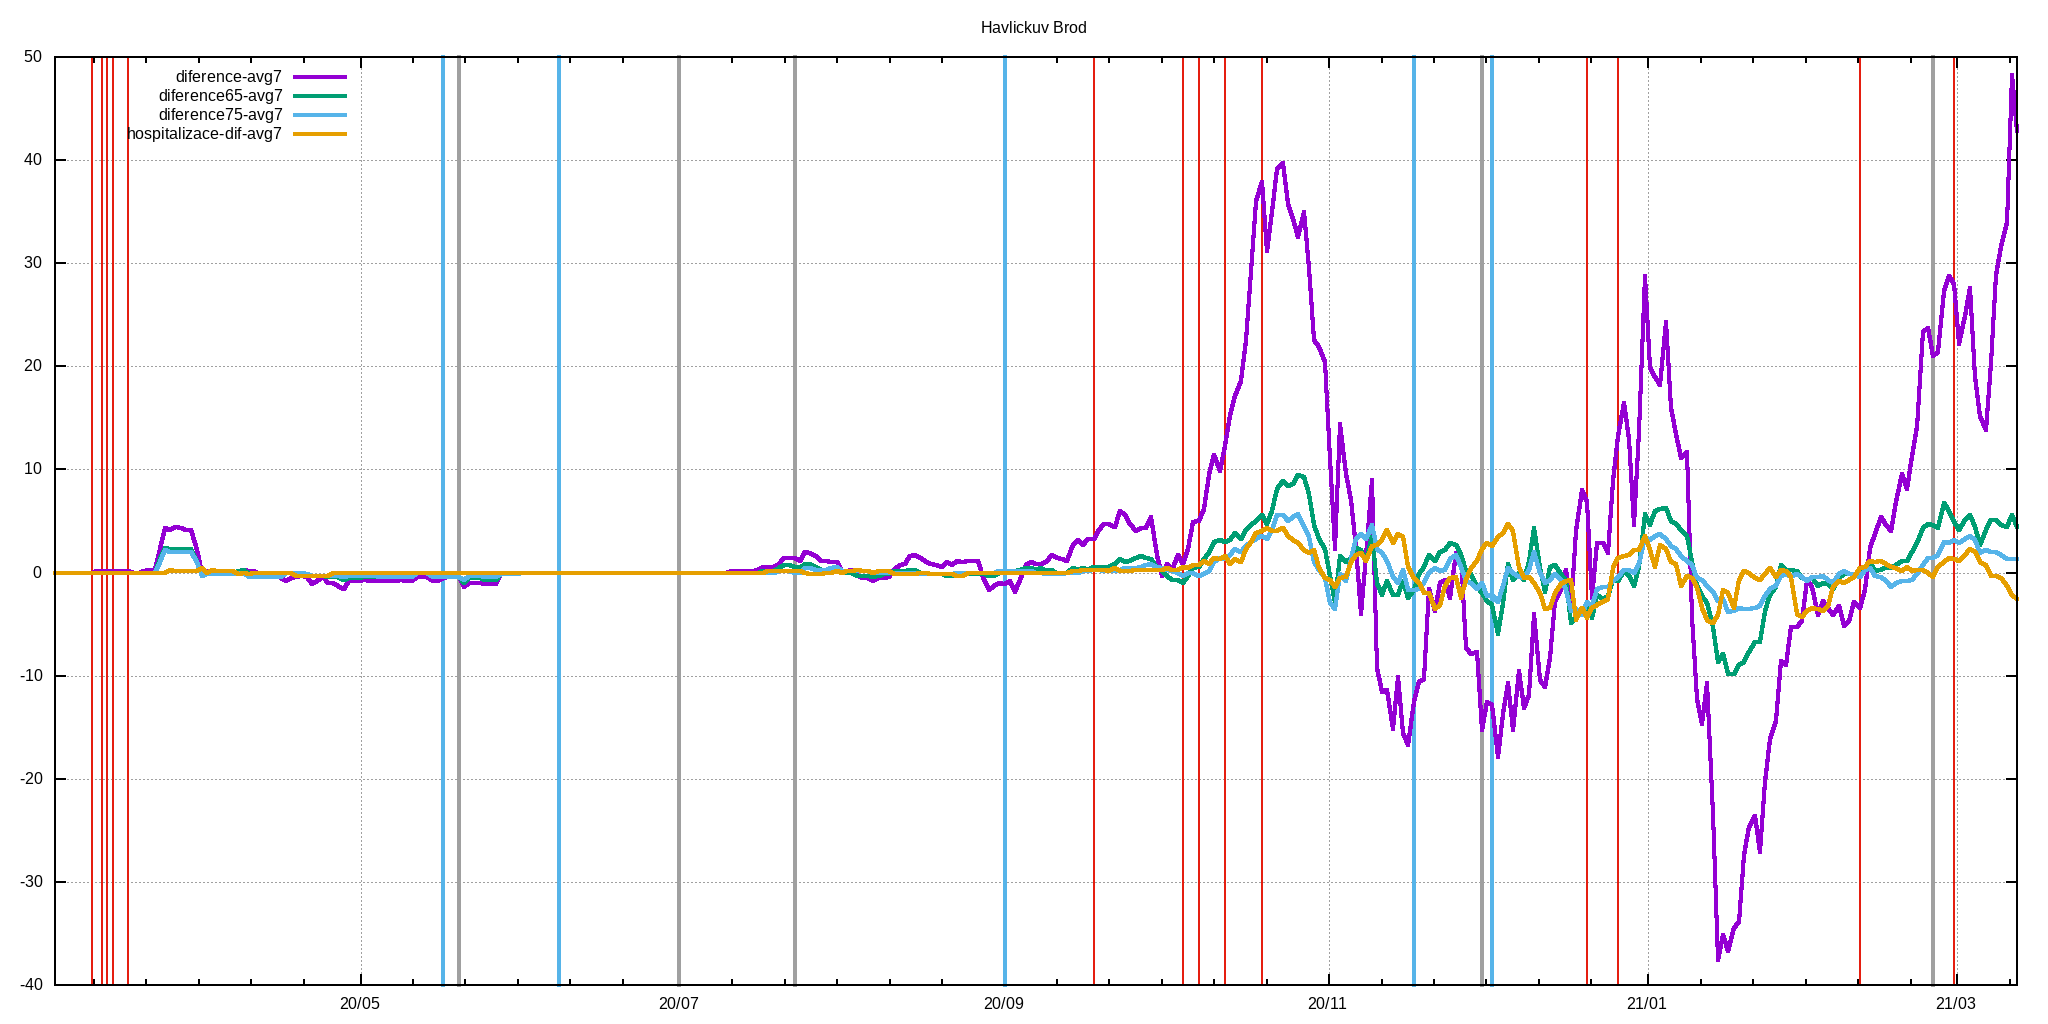 Havlickuv Brod
diference-avg7
diference65-avg7
diference75-avg7
hospitalizace-dif-avg7
50
40
30
20
10
0
-10
-20
-30
-40
20/05 20/07 20/09 20/11 21/01 21/03